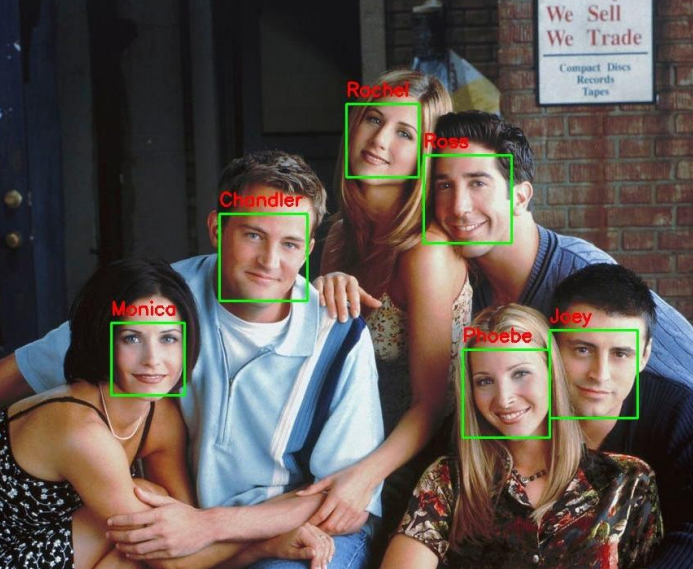 We Sell
We Trade
Compact Discs
Records
Tapes
Rachel
Ross
Chandler
Monica
Joey
Phoebe